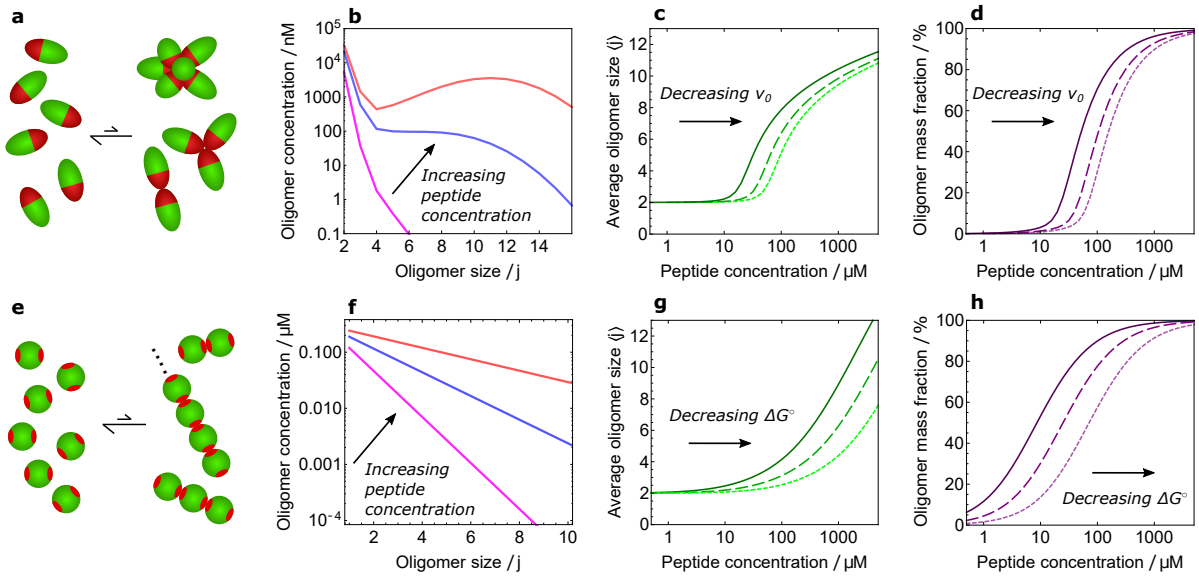 a
b
Oligomer concentration / nM
10⁵
10⁴
1000
100
10
1
0.1
Increasing
peptide
concentration
2 4 6 8 10 12 14
Oligomer size / j
c
Average oligomer size ⟨j⟩
12
10
8
6
4
2
0
Decreasing v₀
1 10 100 1000
Peptide concentration / μM
d
Oligomer mass fraction / %
100
80
60
40
20
0
Decreasing v₀
1 10 100 1000
Peptide concentration / μM
e
f
Oligomer concentration / μM
0.100
0.010
0.001
10⁻⁴
Increasing
peptide
concentration
2 4 6 8 10
Oligomer size / j
g
Average oligomer size ⟨j⟩
12
10
8
6
4
2
0
Decreasing ΔG°
1 10 100 1000
Peptide concentration / μM
h
Oligomer mass fraction / %
100
80
60
40
20
0
Decreasing ΔG°
1 10 100 1000
Peptide concentration / μM